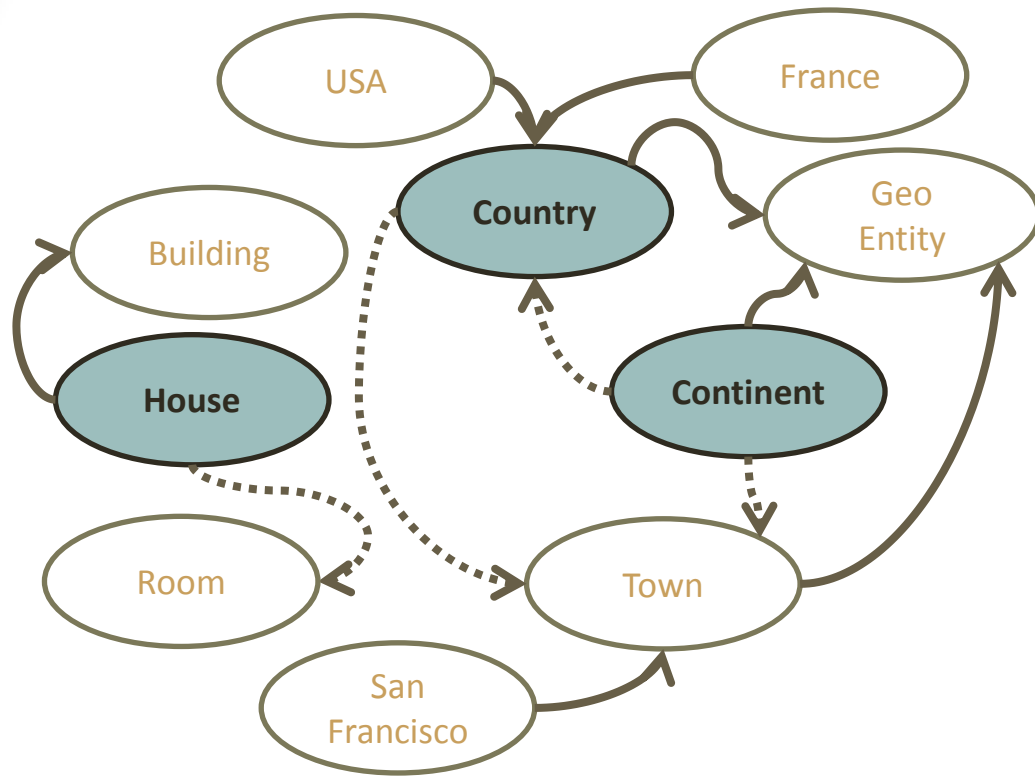 USA
France
Country
Geo
Entity
Building
House
Continent
Room
Town
San
Francisco